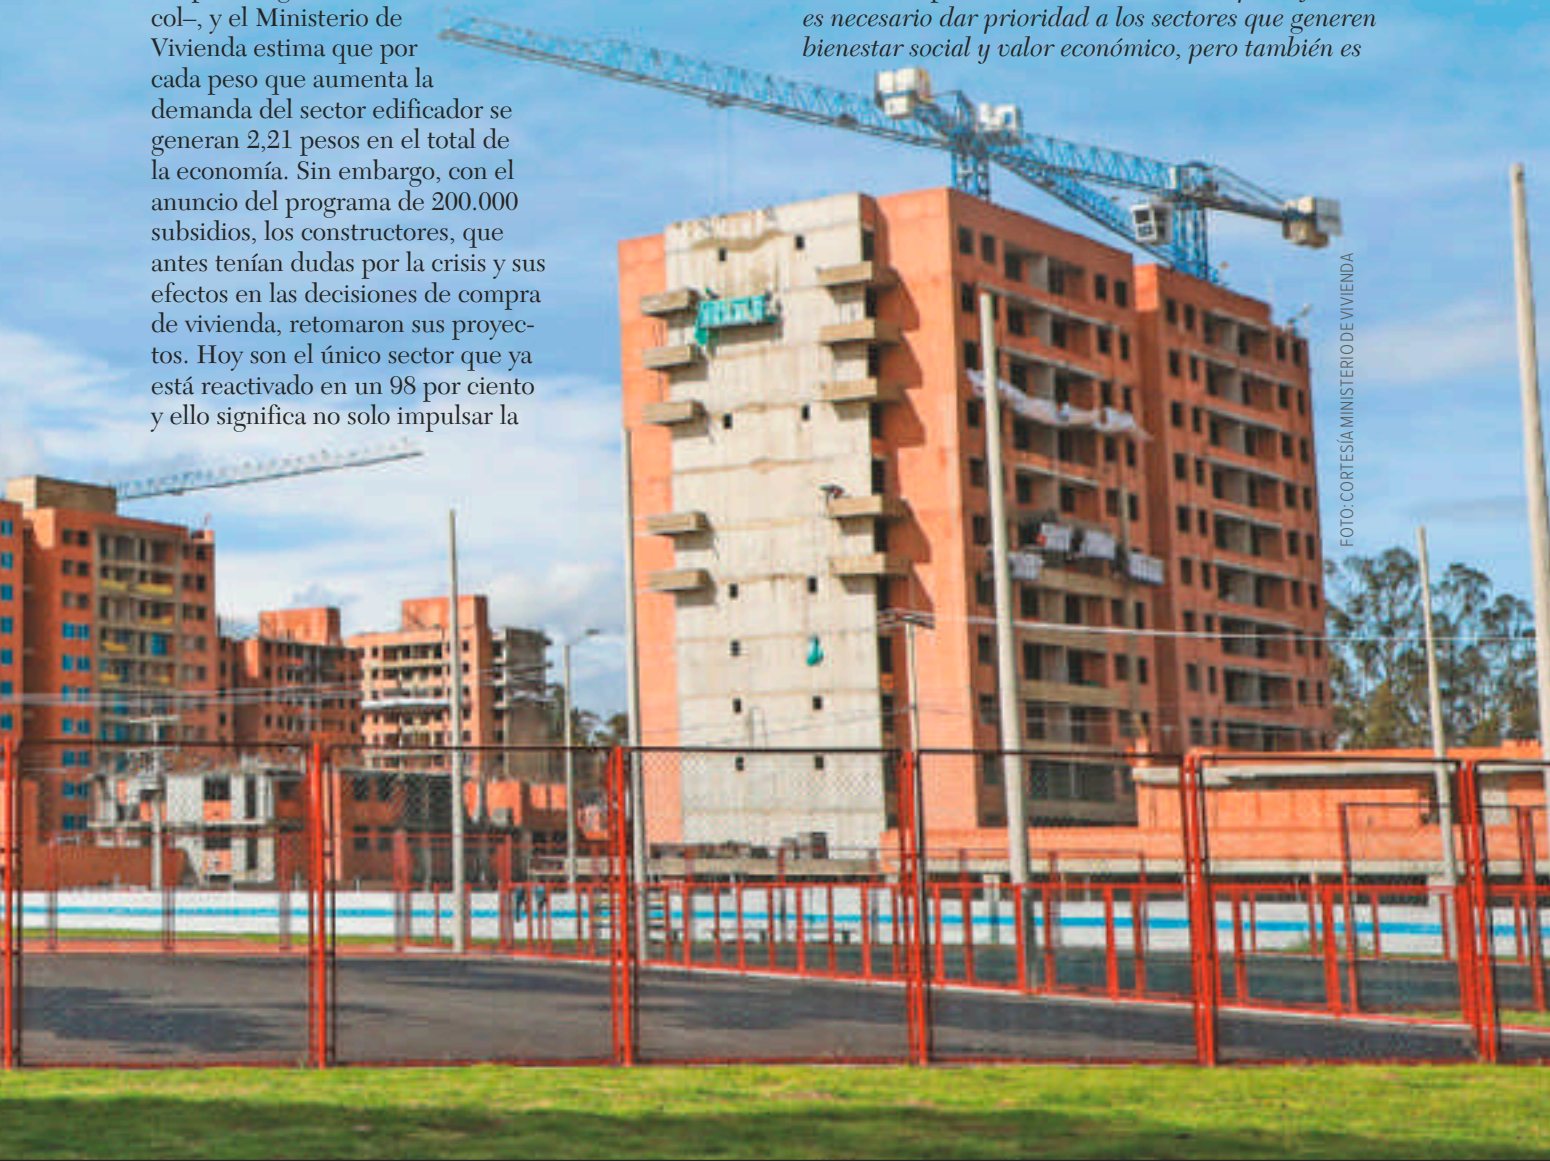 col–, y el Ministerio de
Vivienda estima que por
cada peso que aumenta la
demanda del sector edificador se
generan 2,21 pesos en el total de
la economía. Sin embargo, con el
anuncio del programa de 200.000
subsidios, los constructores, que
antes tenían dudas por la crisis y sus
efectos en las decisiones de compra
de vivienda, retomaron sus proyec-
tos. Hoy son el único sector que ya
está reactivado en un 98 por ciento
y ello significa no solo impulsar la
es necesario dar prioridad a los sectores que generen
bienestar social y valor económico, pero también es
FOTO: CORTESÍA MINISTERIO DE VIVIENDA